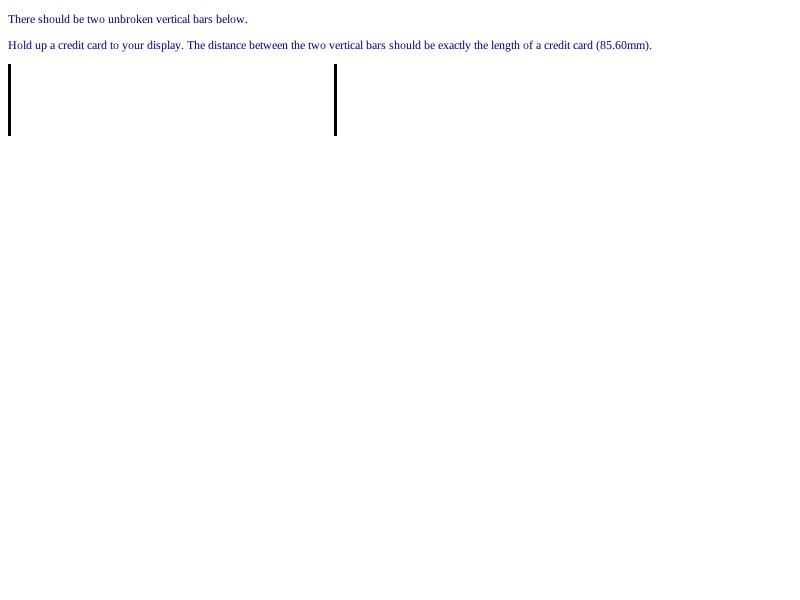 There should be two unbroken vertical bars below.
Hold up a credit card to your display. The distance between the two vertical bars should be exactly the length of a credit card (85.60mm).